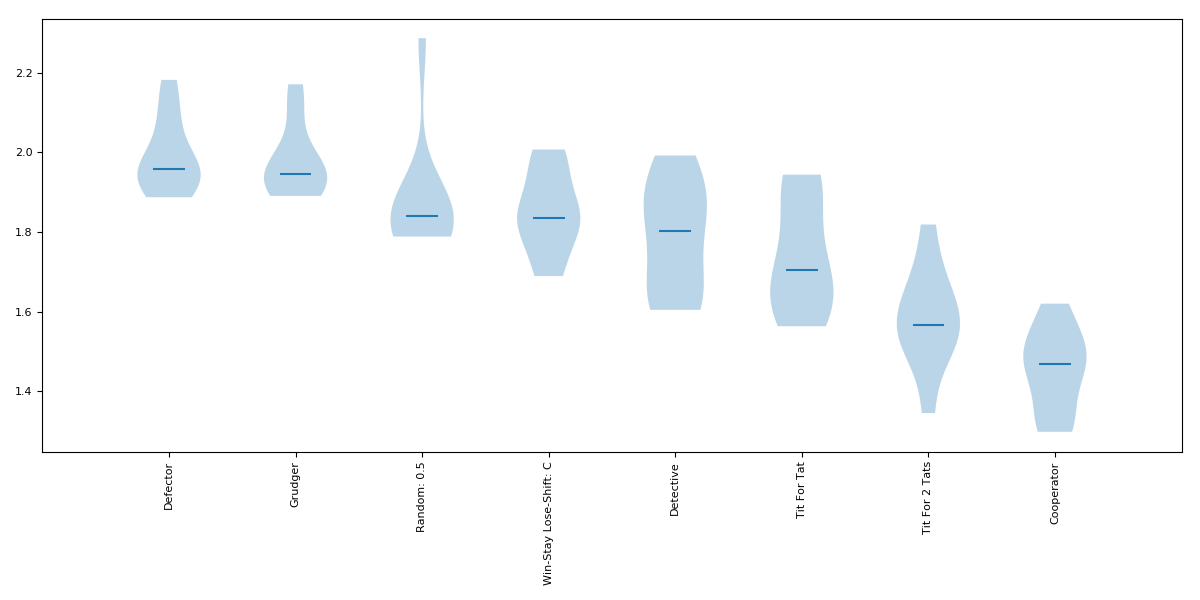 2.2
2.0
1.8
1.6
1.4
Defector
Grudger
Random: 0.5
Win-Stay Lose-Shift: C
Detective
Tit For Tat
Tit For 2 Tats
Cooperator